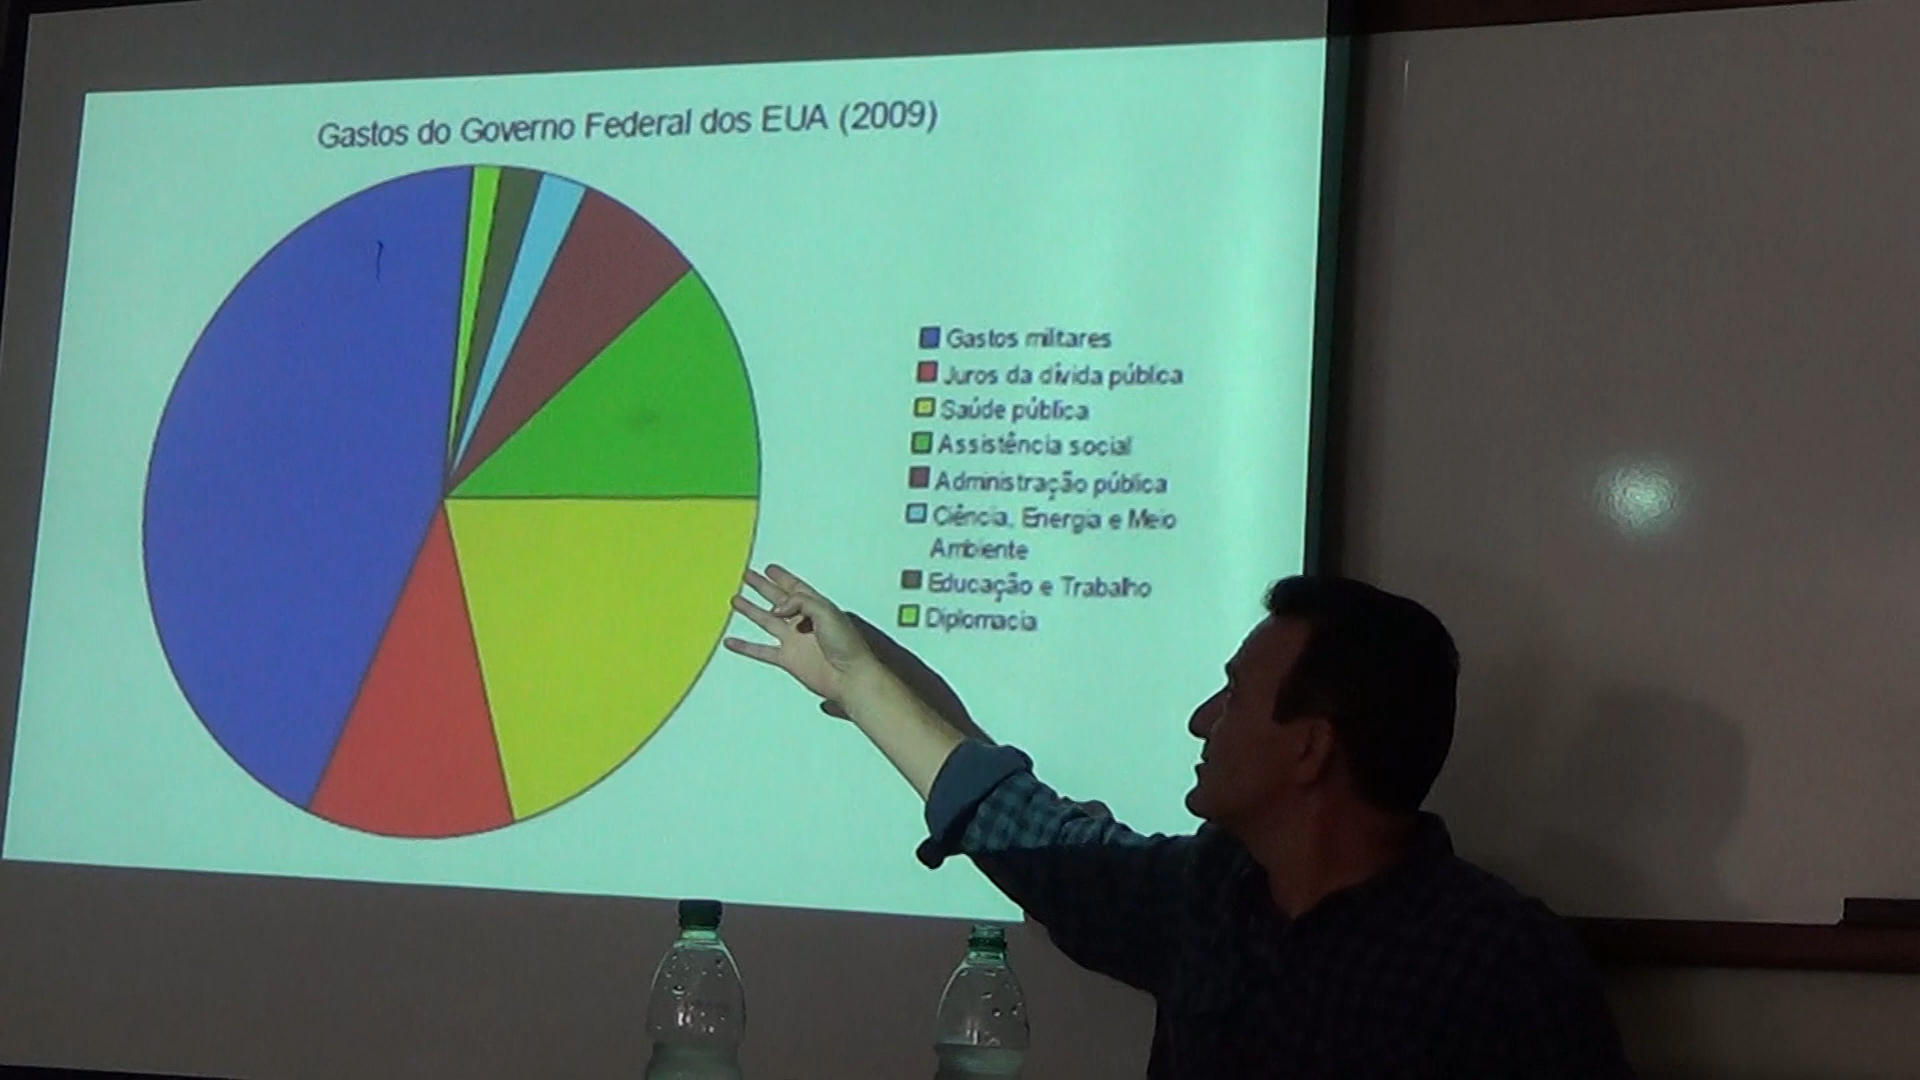 Gastos do Governo Federal dos EUA (2009)
Gastos militares
Juros da dívida pública
Saúde pública
Assistência social
Administração pública
Ciência, Energia e Meio
Ambiente
Educação e Trabalho
Diplomacia